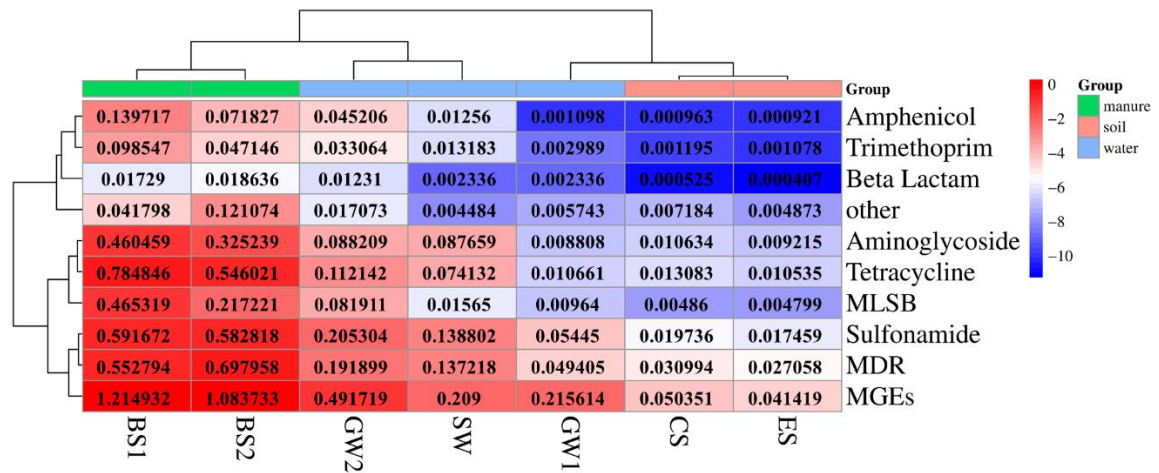 Group
0.139717 0.071827 0.045206 0.01256 0.001098 0.000963 0.000921 Amphenicol
0.098547 0.047146 0.033064 0.013183 0.002989 0.001195 0.001078 Trimethoprim
0.01729 0.018636 0.01231 0.002336 0.002336 0.000525 0.000407 Beta Lactam
0.041798 0.121074 0.017073 0.004484 0.005743 0.007184 0.004873 other
0.460459 0.325239 0.088209 0.087659 0.008808 0.010634 0.009215 Aminoglycoside
0.784846 0.546021 0.112142 0.074132 0.010661 0.013083 0.010535 Tetracycline
0.465319 0.217221 0.081911 0.01565 0.00964 0.00486 0.004799 MLSB
0.591672 0.582818 0.205304 0.138802 0.05445 0.019736 0.017459 Sulfonamide
0.552794 0.697958 0.191899 0.137218 0.049405 0.030994 0.027058 MDR
1.214932 1.083733 0.491719 0.209 0.215614 0.050351 0.041419 MGEs
BS1 BS2 GW2 SW GW1 CS ES
0
−2
−4
−6
−8
−10
Group
manure
soil
water